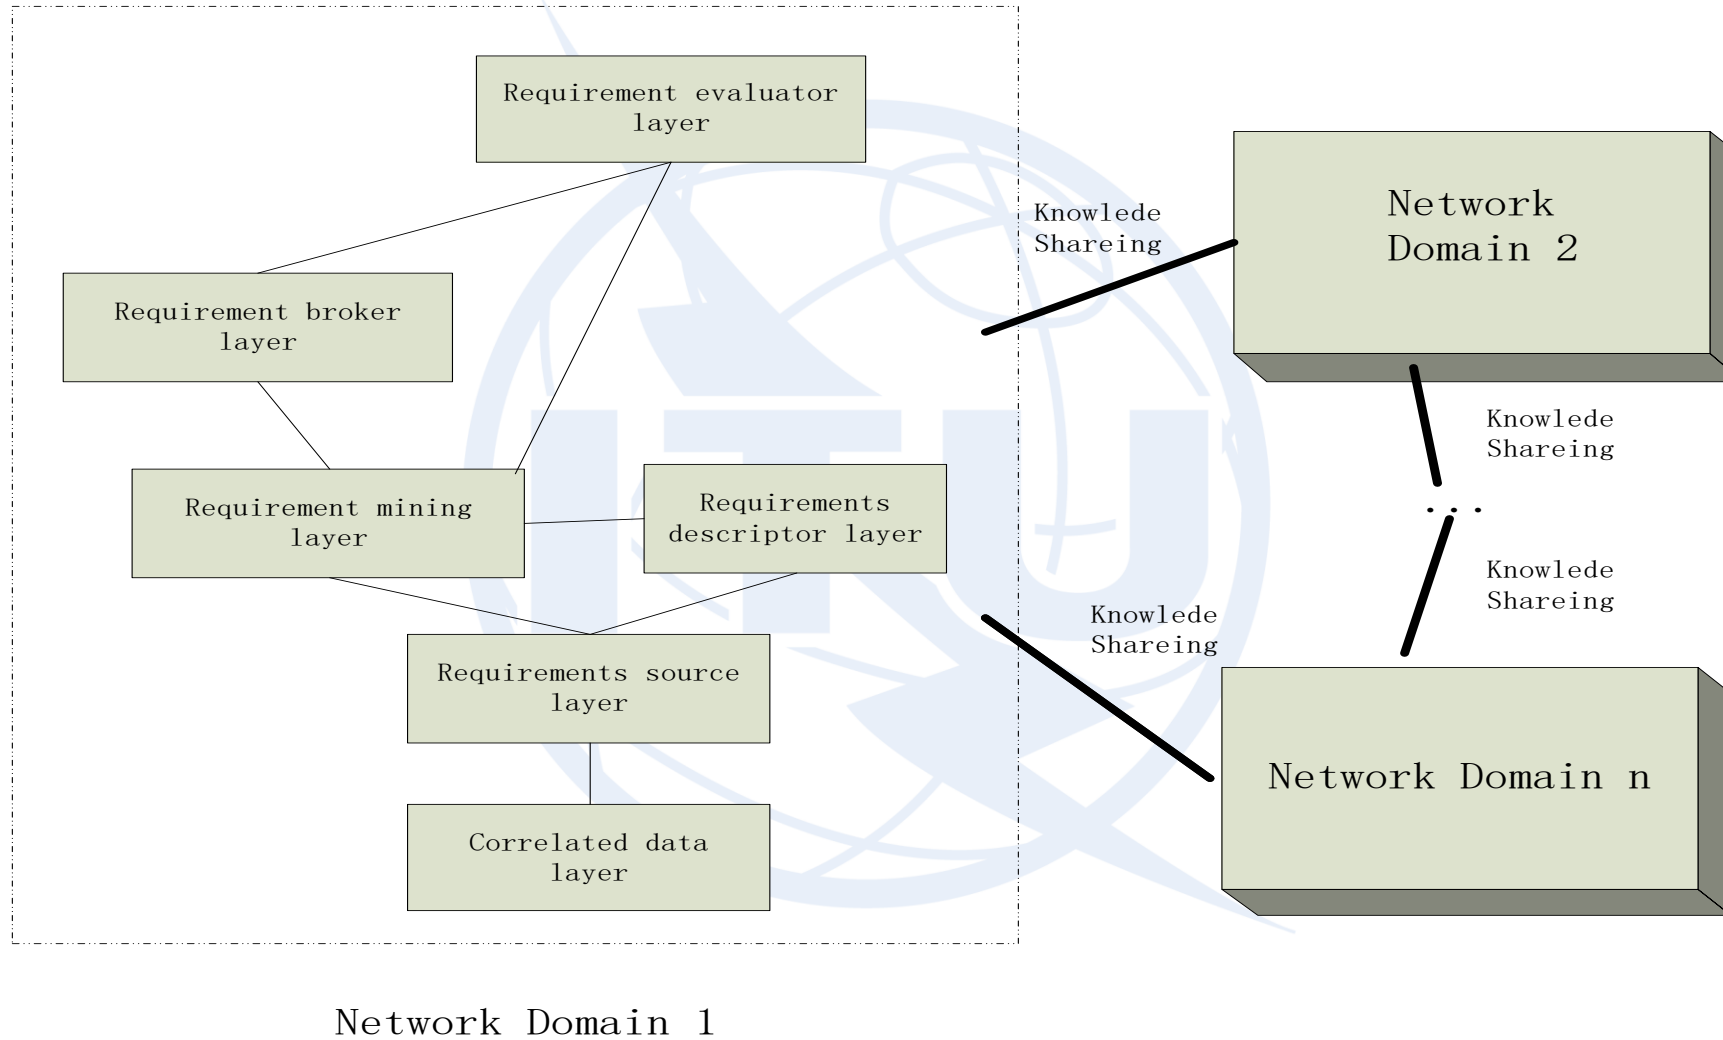 Requirement evaluator
layer
Requirement broker
layer
Requirement mining
layer
Requirements
descriptor layer
Requirements source
layer
Correlated data
layer
Network Domain 1
Knowlede
Shareing
Network
Domain 2
Knowlede
Shareing
. . .
Knowlede
Shareing
Knowlede
Shareing
Network Domain n
ITU